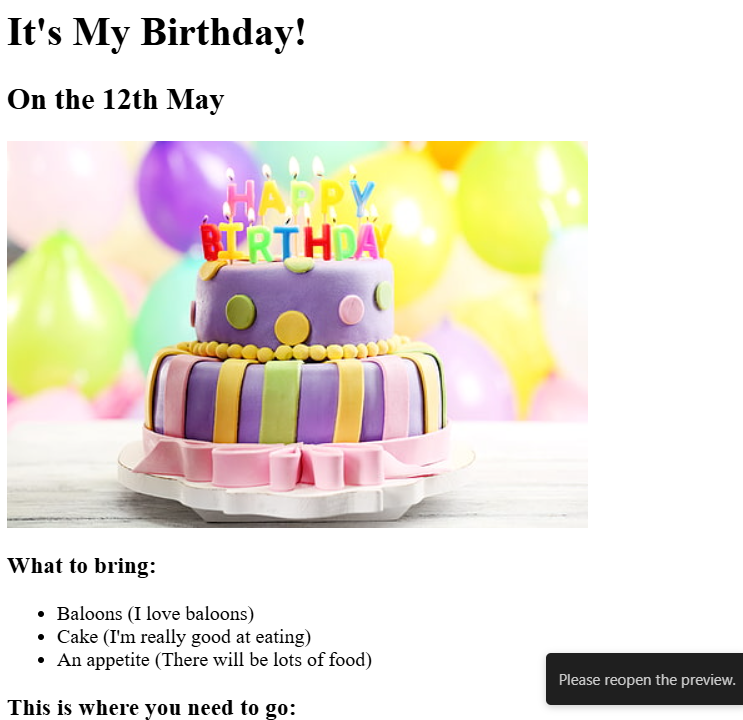 It's My Birthday!
On the 12th May
HAPPY
BIRTHDAY
What to bring:
Baloons (I love baloons)
Cake (I'm really good at eating)
An appetite (There will be lots of food)
Please reopen the preview.
This is where you need to go: